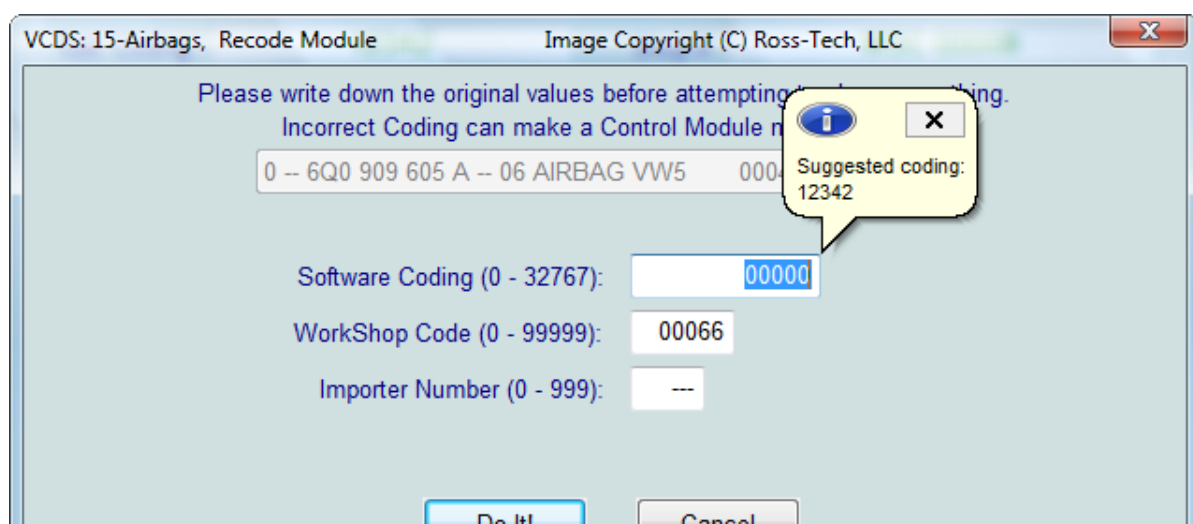 VCDS: 15-Airbags, Recode Module Image Copyright (C) Ross-Tech, LLC
Please write down the original values before attempting
Incorrect Coding can make a Control Module
0 -- 6Q0 909 605 A -- 06 AIRBAG VW5 000
Suggested coding:
12342
Software Coding (0 - 32767): 00000
WorkShop Code (0 - 99999): 00066
Importer Number (0 - 999): ---
Do It! Cancel